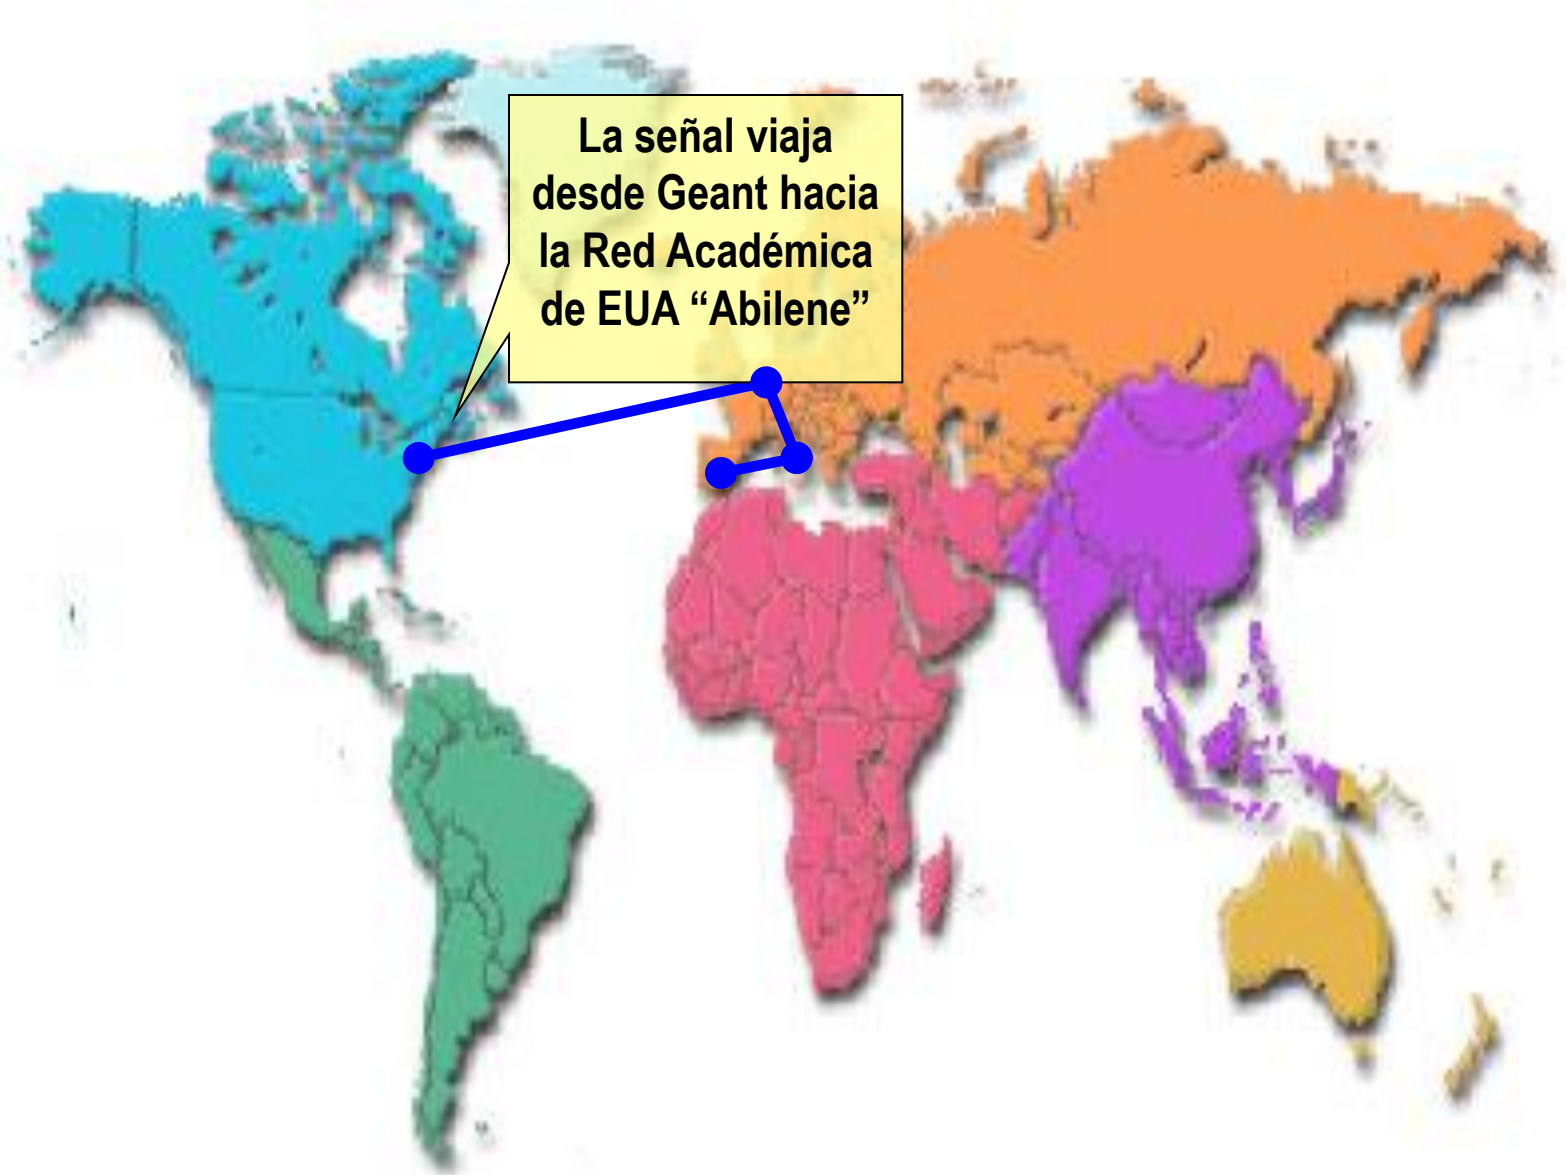 La señal viaja
desde Geant hacia
la Red Académica
de EUA “Abilene”